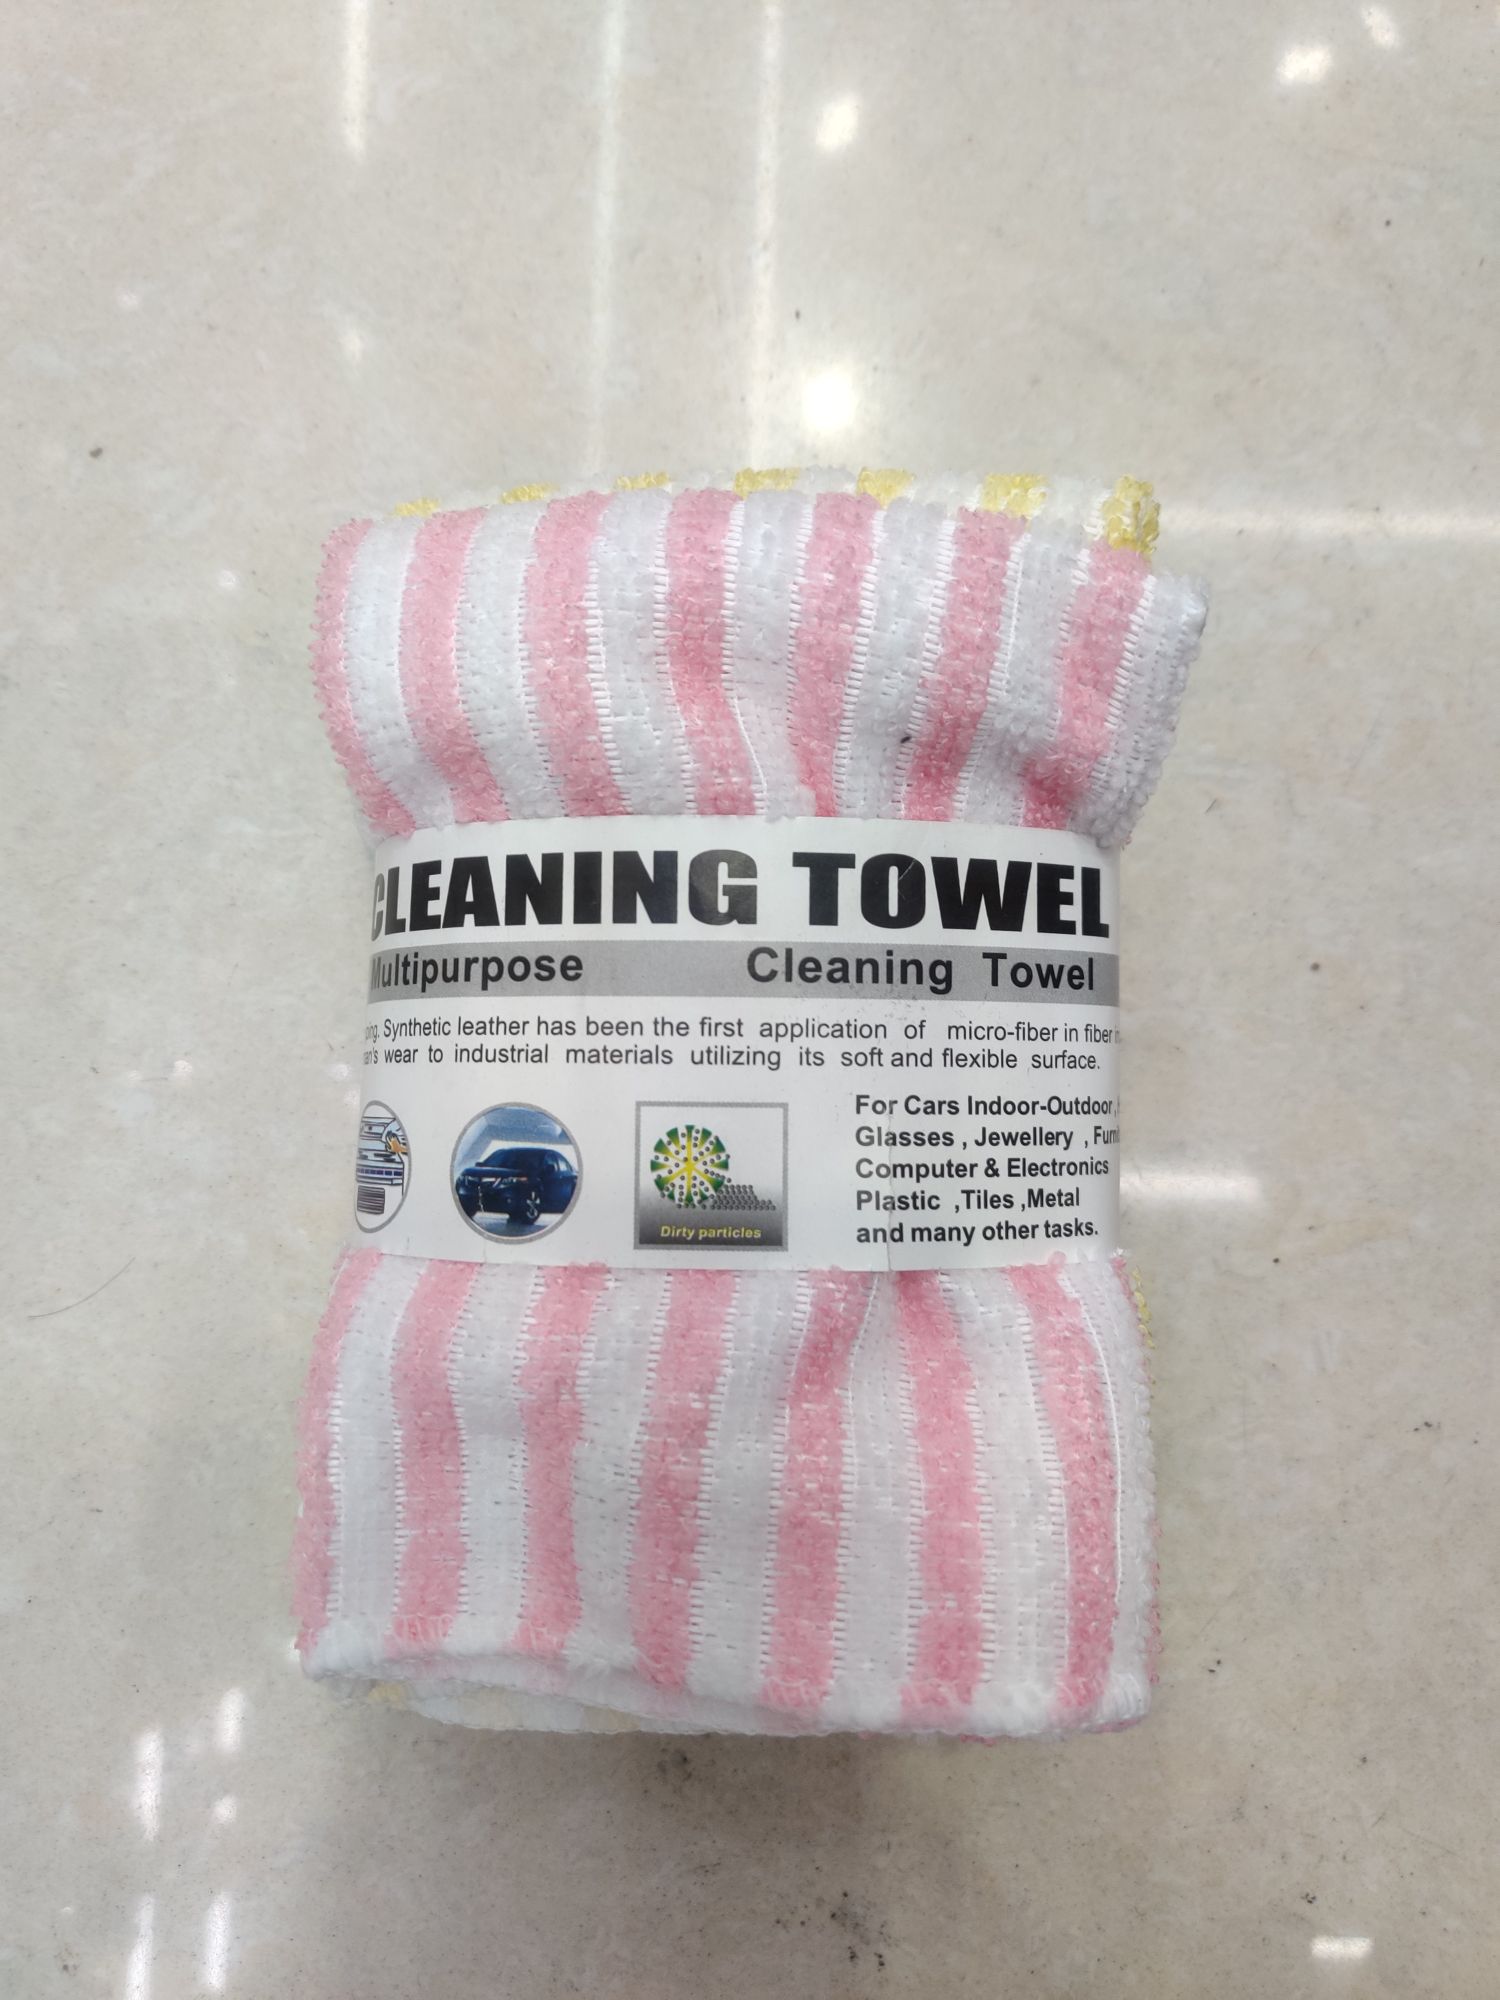 CLEANING TOWEL
Multipurpose Cleaning Towel
Synthetic leather has been the first application of micro-fiber in fiber
wear to industrial materials utilizing its soft and flexible surface.
For Cars Indoor-Outdoor,
Glasses , Jewellery ,
Computer & Electronics
Plastic ,Tiles ,Metal
and many other tasks.
Dirty particles